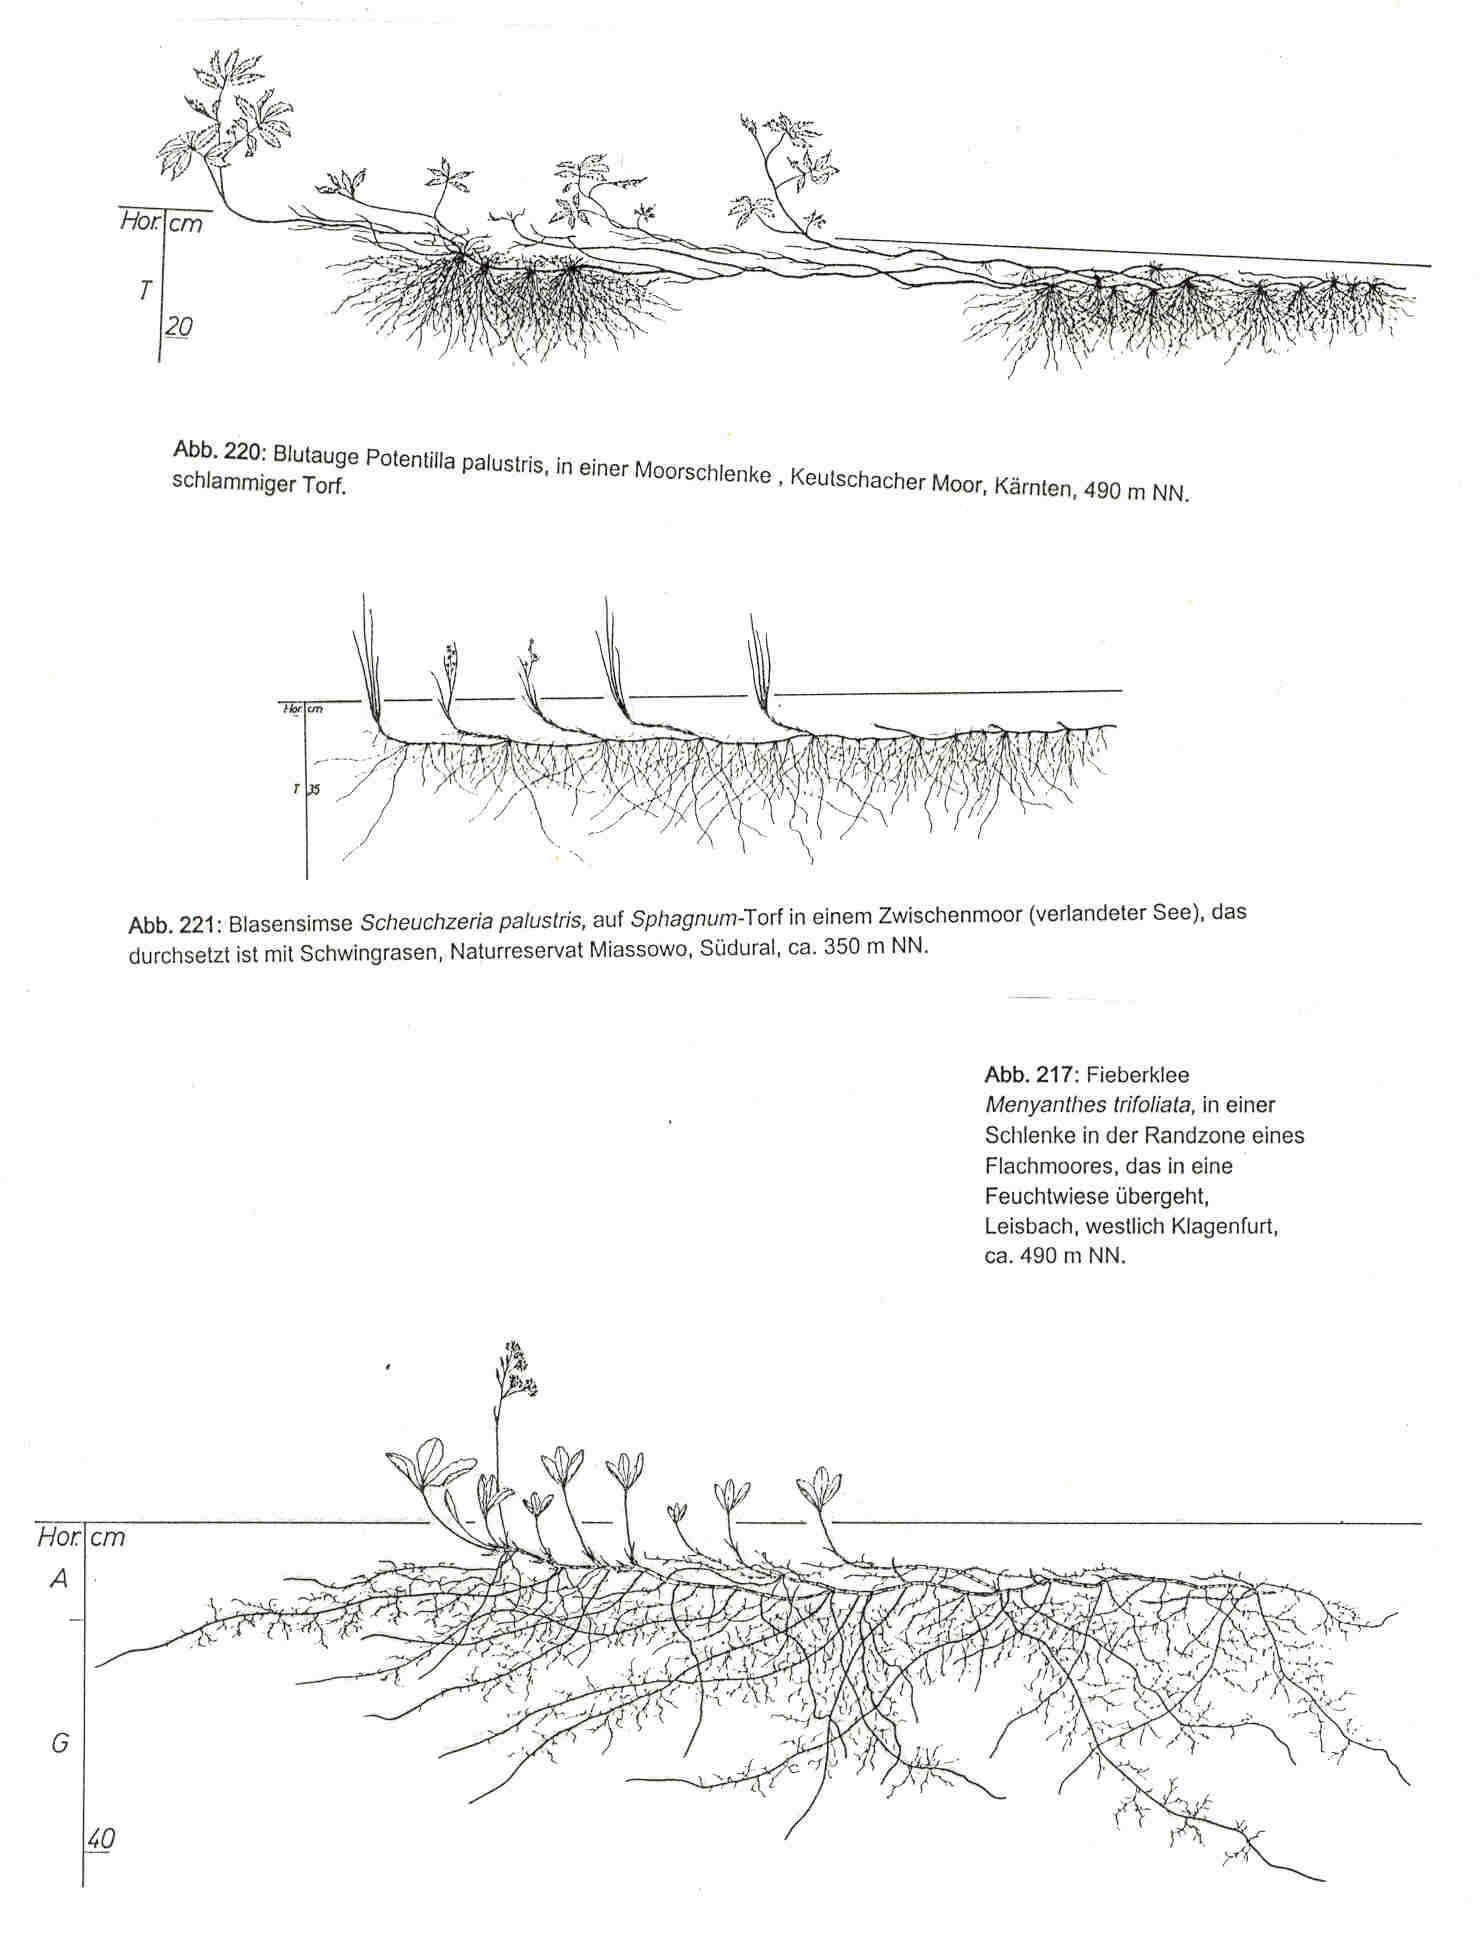 Hor. cm
T
20
Abb. 220: Blutauge Potentilla palustris, in einer Moorschlenke , Keutschacher Moor, Kärnten, 490 m NN.
schlammiger Torf.
Hor. cm
T 35
Abb. 221: Blasensimse Scheuchzeria palustris, auf Sphagnum-Torf in einem Zwischenmoor (verlandeter See), das
durchsetzt ist mit Schwingrasen, Naturreservat Miassowo, Südural, ca. 350 m NN.
Abb. 217: Fieberklee
Menyanthes trifoliata, in einer
Schlenke in der Randzone eines
Flachmoores, das in eine
Feuchtwiese übergeht,
Leisbach, westlich Klagenfurt,
ca. 490 m NN.
Hor. cm
A
G
40